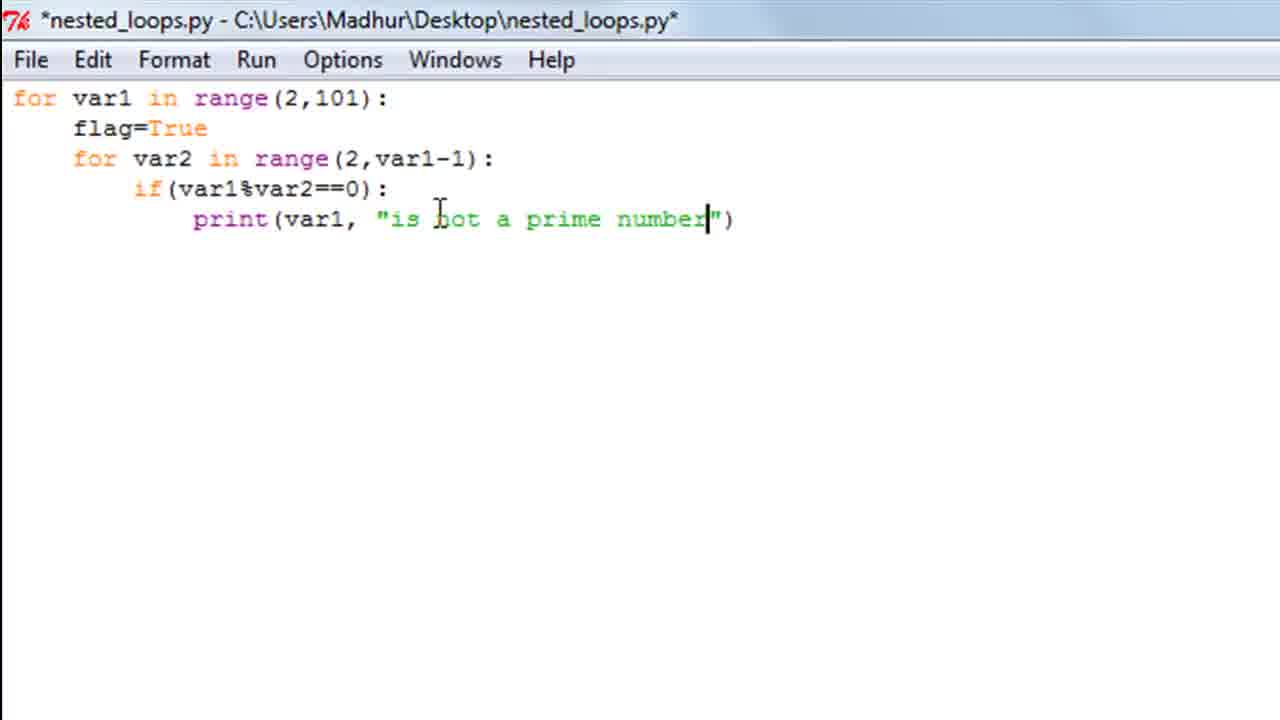 *nested_loops.py - C:\Users\Madhur\Desktop\nested_loops.py*
File Edit Format Run Options Windows Help
for var1 in range(2,101):
    flag=True
    for var2 in range(2,var1-1):
        if(var1%var2==0):
            print(var1, "is not a prime number")